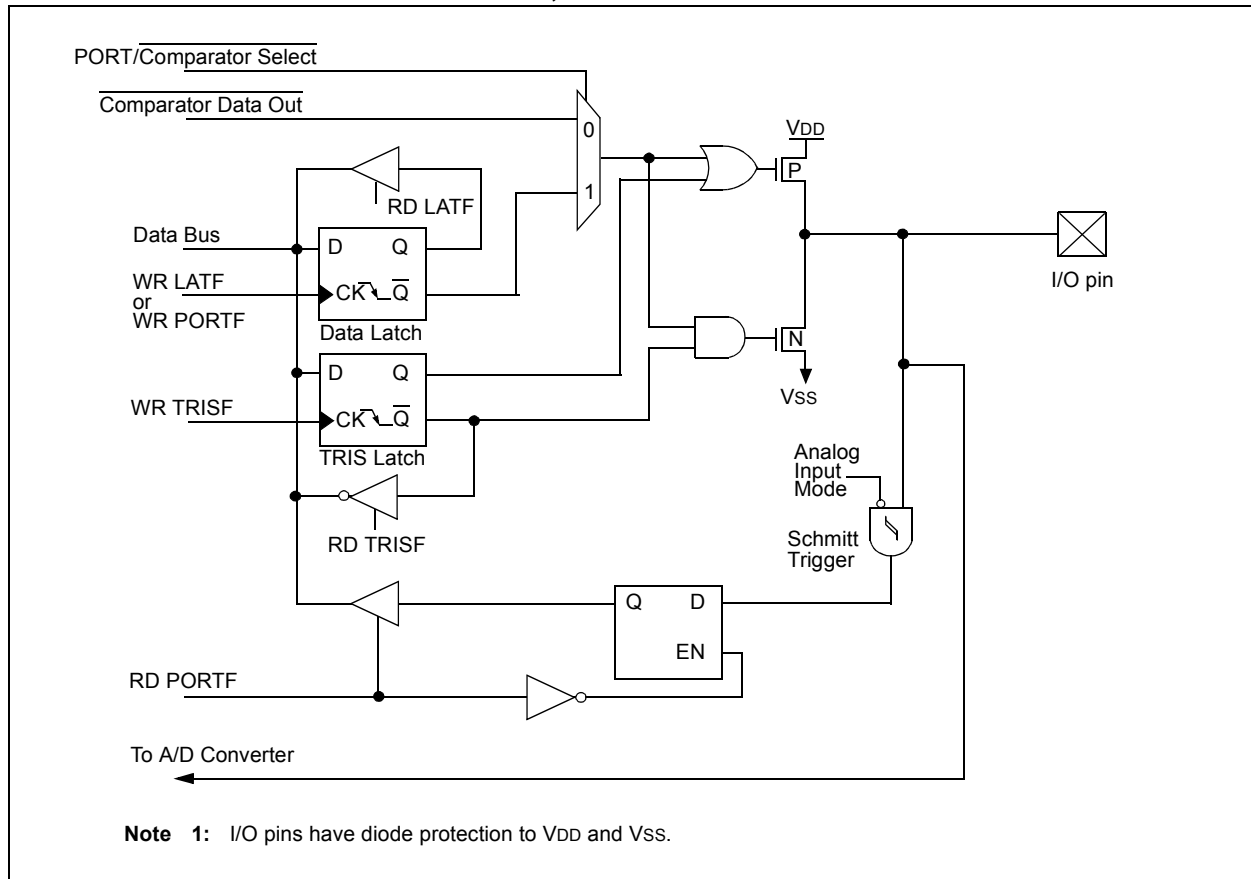 PORT/Comparator Select
Comparator Data Out
0
1
VDD
P
RD LATF
Data Bus
D Q
I/O pin
WR LATF
or
WR PORTF
CK Q
Data Latch
N
VSS
D Q
WR TRISF
CK Q
TRIS Latch
Analog
Input
Mode
RD TRISF
Schmitt
Trigger
Q D
EN
RD PORTF
To A/D Converter
Note 1: I/O pins have diode protection to VDD and VSS.